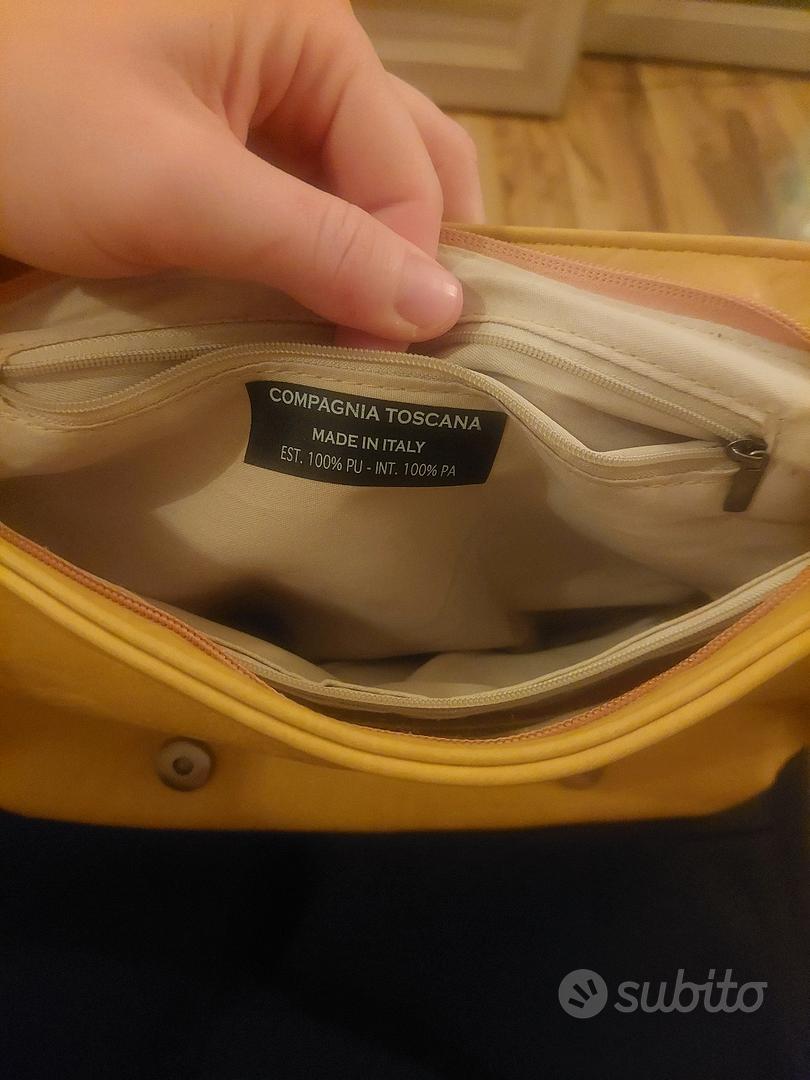 COMPAGNIA TOSCANA
MADE IN ITALY
EST. 100% PU - INT. 100% PA
subito